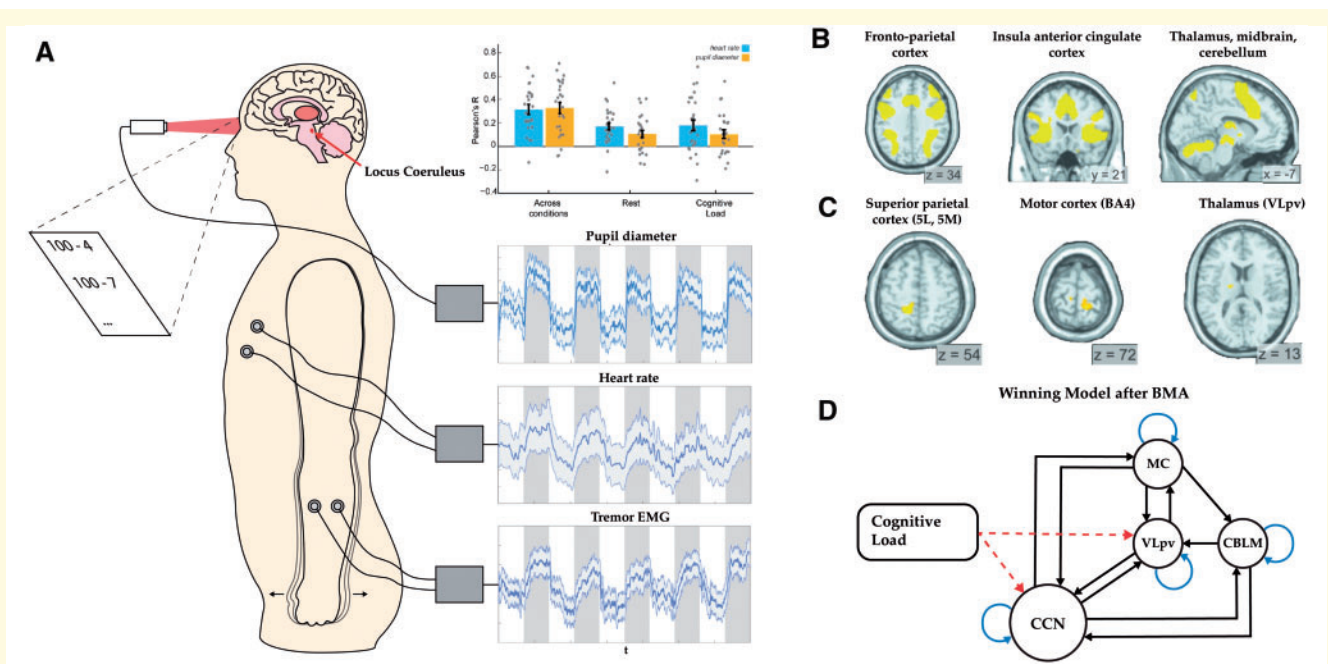 A
100 - 4
100 - 7
...
Locus Coeruleus
heart rate
pupil diameter
Pearson's R
0.8
0.6
0.4
0.2
0
-0.2
-0.4
Across
conditions
Rest
Cognitive
Load
Pupil diameter
Heart rate
Tremor EMG
t
B
Fronto-parietal
cortex
Insula anterior cingulate
cortex
Thalamus, midbrain,
cerebellum
z = 34
y = 21
x = -7
C
Superior parietal
cortex (5L, 5M)
Motor cortex (BA4)
Thalamus (VLpv)
z = 54
z = 72
z = 13
D
Winning Model after BMA
Cognitive
Load
MC
VLpv
CBLM
CCN